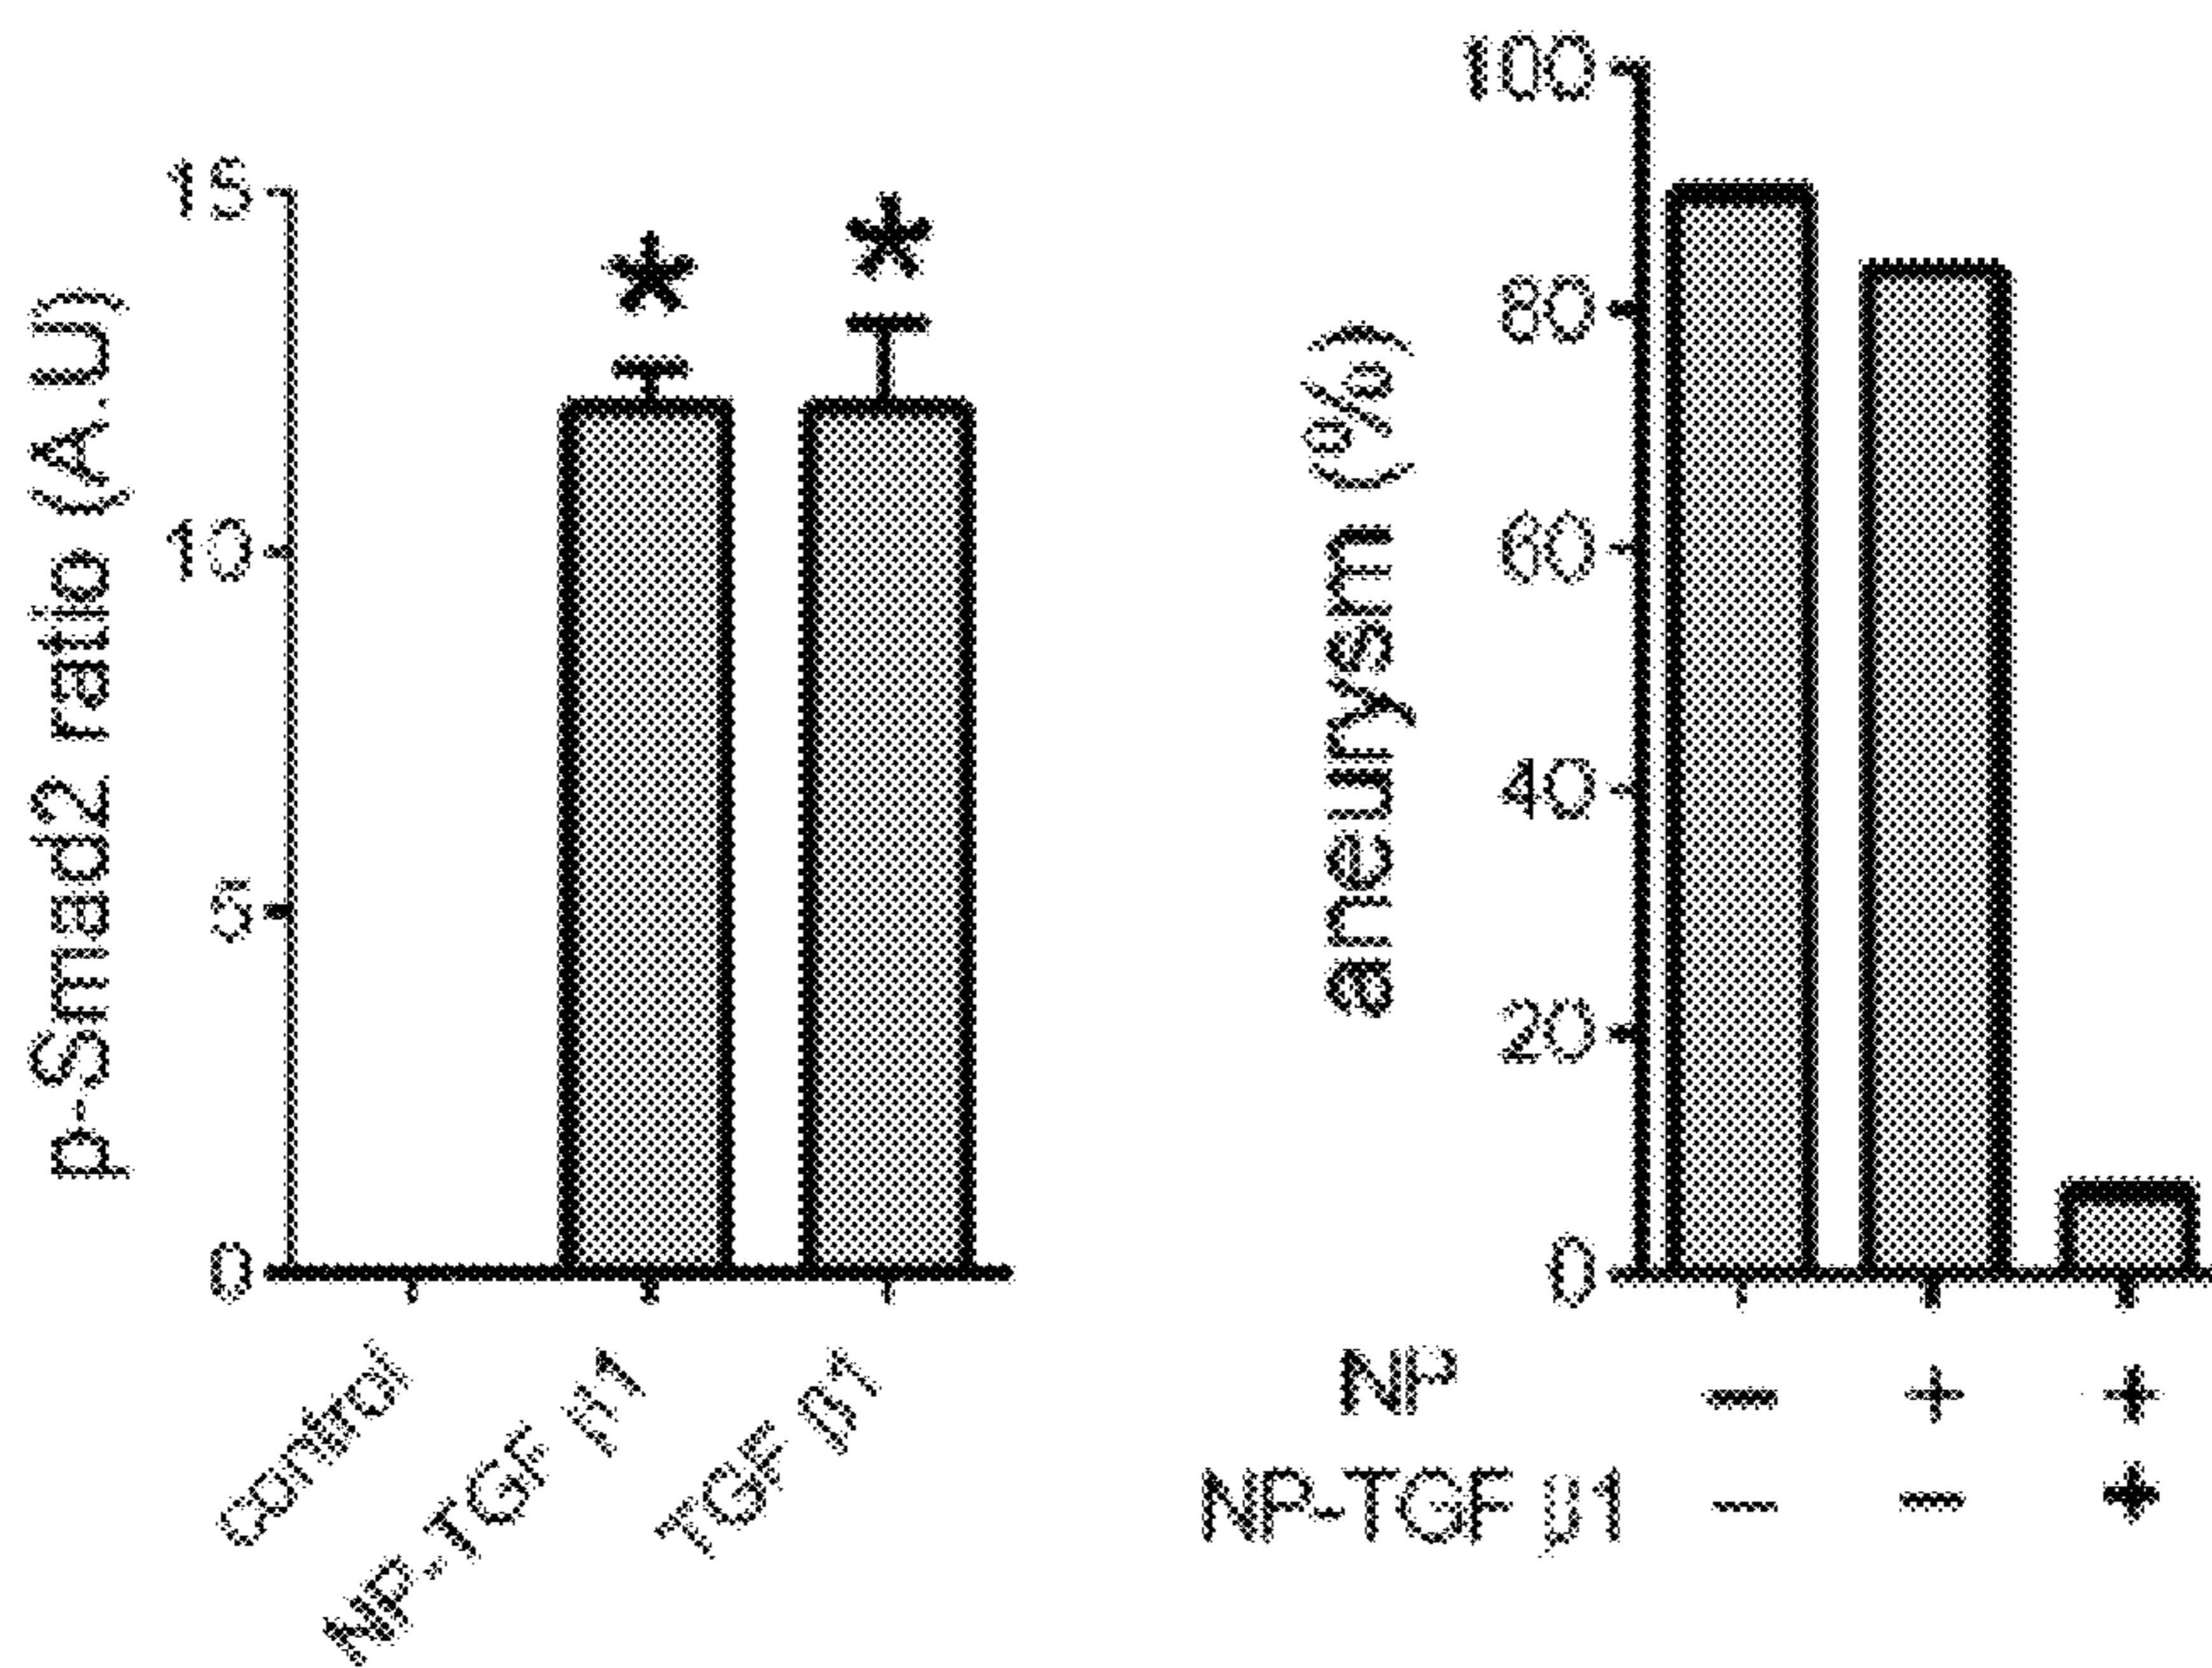 p-Smad2 ratio (A.U)
15
10
5
0
*
*
control
NP-TGF β1
TGF β1
aneurysm (%)
100
80
60
40
20
0
NP − + +
NP-TGF β1 − − +